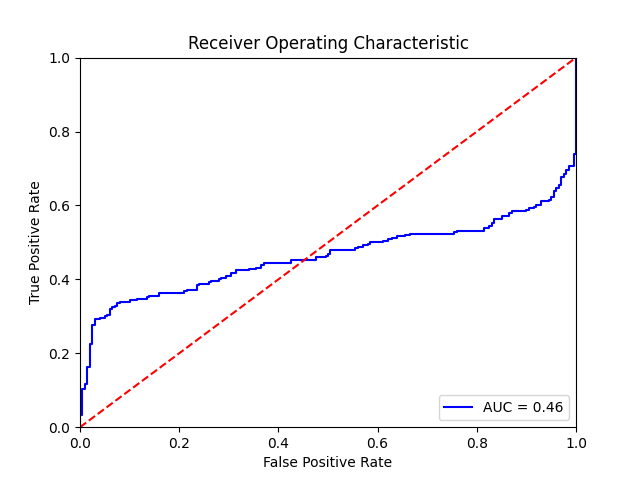 Receiver Operating Characteristic
True Positive Rate
1.0
0.8
0.6
0.4
0.2
0.0
AUC = 0.46
0.0 0.2 0.4 0.6 0.8 1.0
False Positive Rate